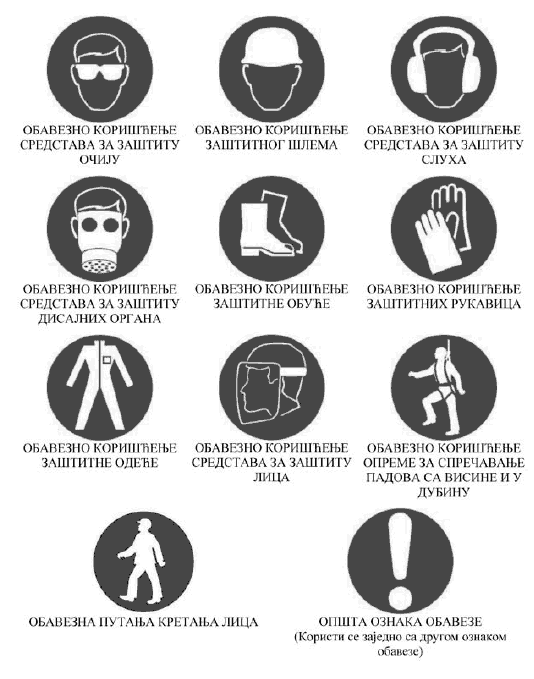 ОБАВЕЗНО КОРИШЋЕЊЕ
СРЕДСТАВА ЗА ЗАШТИТУ
ОЧИЈУ
ОБАВЕЗНО КОРИШЋЕЊЕ
ЗАШТИТНОГ ШЛЕМА
ОБАВЕЗНО КОРИШЋЕЊЕ
СРЕДСТАВА ЗА ЗАШТИТУ
СЛУХА
ОБАВЕЗНО КОРИШЋЕЊЕ
СРЕДСТАВА ЗА ЗАШТИТУ
ДИСАЈНИХ ОРГАНА
ОБАВЕЗНО КОРИШЋЕЊЕ
ЗАШТИТНЕ ОБУЋЕ
ОБАВЕЗНО КОРИШЋЕЊЕ
ЗАШТИТНИХ РУКАВИЦА
ОБАВЕЗНО КОРИШЋЕЊЕ
ЗАШТИТНЕ ОДЕЋЕ
ОБАВЕЗНО КОРИШЋЕЊЕ
СРЕДСТАВА ЗА ЗАШТИТУ
ЛИЦА
ОБАВЕЗНО КОРИШЋЕЊЕ
ОПРЕМЕ ЗА СПРЕЧАВАЊЕ
ПАДОВА СА ВИСИНЕ И У
ДУБИНУ
ОБАВЕЗНА ПУТАЊА КРЕТАЊА ЛИЦА
ОПШТА ОЗНАКА ОБАВЕЗЕ
(Користи се заједно са другом ознаком
обавезе)